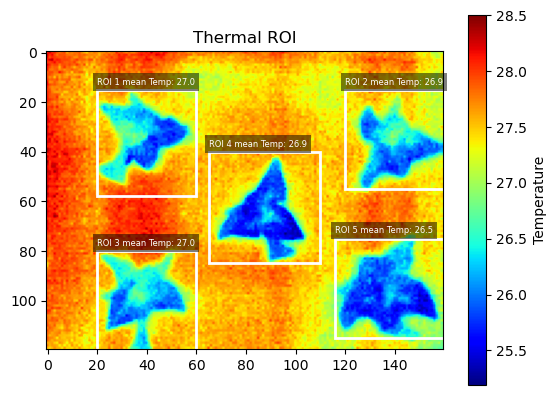 Thermal ROI
ROI 1 mean Temp: 27.0
ROI 2 mean Temp: 26.9
ROI 4 mean Temp: 26.9
ROI 5 mean Temp: 26.5
ROI 3 mean Temp: 27.0
0
20
40
60
80
100
0 20 40 60 80 100 120 140
28.5
28.0
27.5
27.0
26.5
26.0
25.5
Temperature